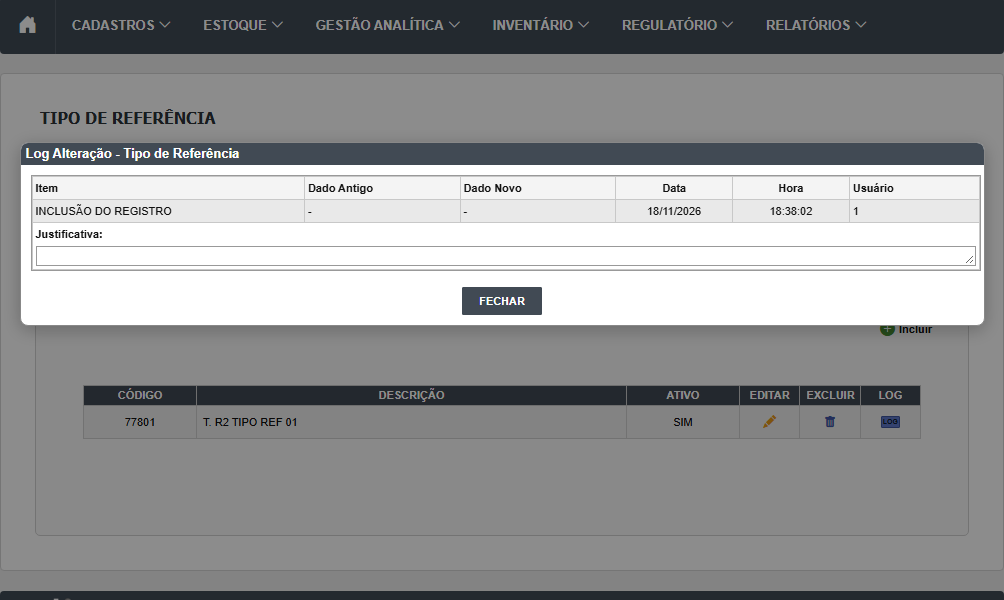 CADASTROS ESTOQUE GESTÃO ANALÍTICA INVENTÁRIO REGULATÓRIO RELATÓRIOS
TIPO DE REFERÊNCIA
Log Alteração - Tipo de Referência
Item Dado Antigo Dado Novo Data Hora Usuário
INCLUSÃO DO REGISTRO - - 18/11/2026 18:38:02 1
Justificativa:
FECHAR
Incluir
CÓDIGO DESCRIÇÃO ATIVO EDITAR EXCLUIR LOG
77801 T. R2 TIPO REF 01 SIM LOG